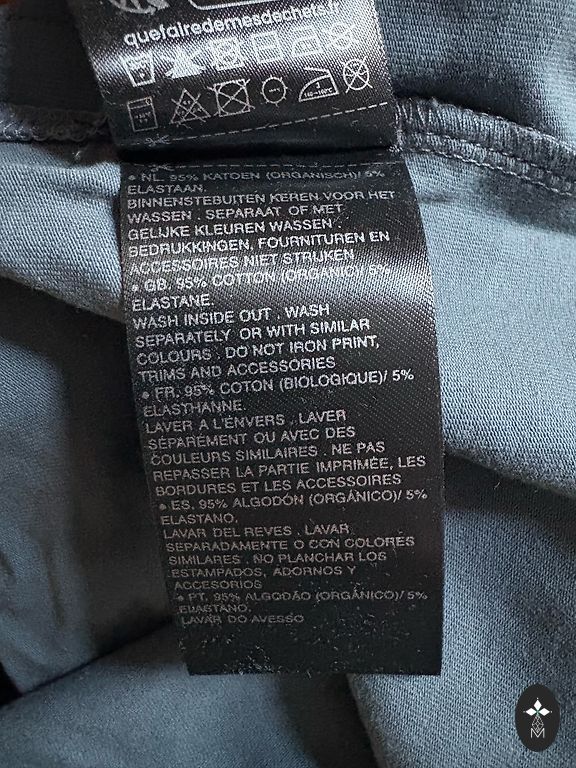 quefairedemesdechets.fr
• NL. 95% KATOEN (ORGANISCH)/ 5%
ELASTAAN.
BINNENSTEBUITEN KEREN VOOR HET
WASSEN . SEPARAAT OF MET
GELIJKE KLEUREN WASSEN .
BEDRUKKINGEN, FOURNITUREN EN
ACCESSOIRES NIET STRIJKEN
• GB. 95% COTTON (ORGANIC)/ 5%
ELASTANE.
WASH INSIDE OUT . WASH
SEPARATELY OR WITH SIMILAR
COLOURS . DO NOT IRON PRINT,
TRIMS AND ACCESSORIES
• FR. 95% COTON (BIOLOGIQUE)/ 5%
ELASTHANNE.
LAVER A L'ENVERS . LAVER
SÉPARÉMENT OU AVEC DES
COULEURS SIMILAIRES . NE PAS
REPASSER LA PARTIE IMPRIMÉE, LES
BORDURES ET LES ACCESSOIRES
• ES. 95% ALGODÓN (ORGÁNICO)/ 5%
ELASTANO.
LAVAR DEL REVES . LAVAR
SEPARADAMENTE O CON COLORES
SIMILARES . NO PLANCHAR LOS
ESTAMPADOS, ADORNOS Y
ACCESORIOS
• PT. 95% ALGODÃO (ORGÂNICO)/ 5%
ELASTANO.
LAVAR DO AVESSO
M